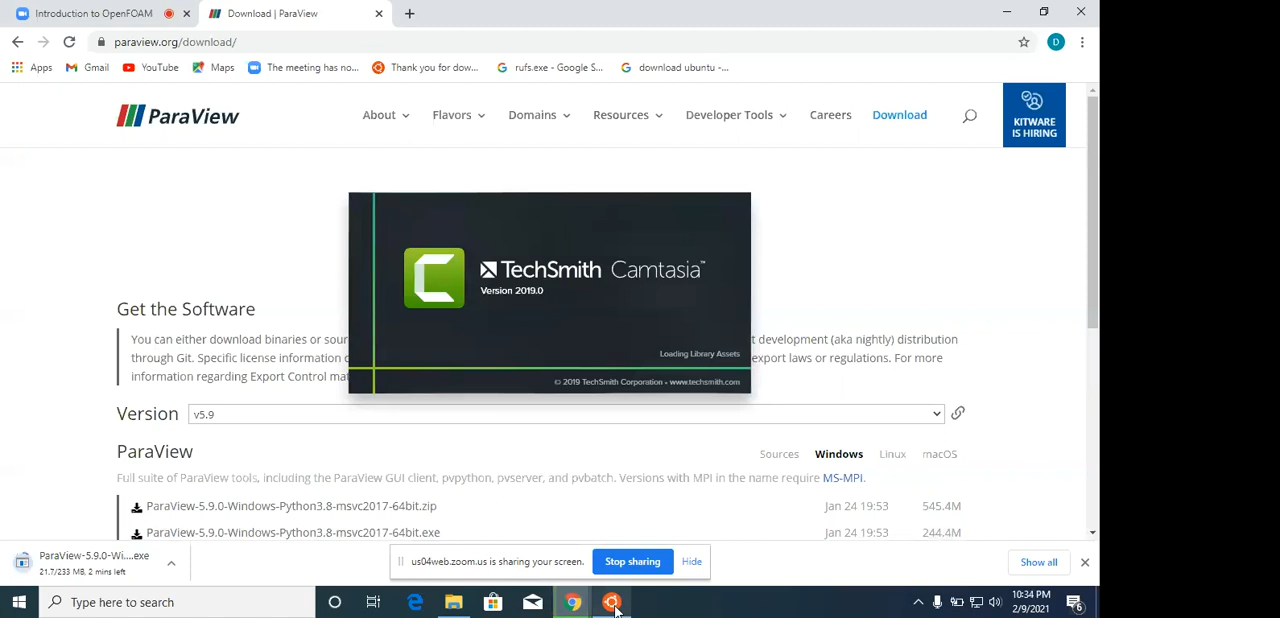 Introduction to OpenFOAM
Download | ParaView
paraview.org/download/
D
Apps
Gmail
YouTube
Maps
The meeting has no...
Thank you for dow...
rufs.exe - Google S...
download ubuntu -...
ParaView
About
Flavors
Domains
Resources
Developer Tools
Careers
Download
KITWARE
IS HIRING
TechSmith Camtasia™
Version 2019.0
Loading Library Assets
© 2019 TechSmith Corporation • www.techsmith.com
Get the Software
You can either download binaries or sour t development (aka nightly) distribution
through Git. Specific license information export laws or regulations. For more
information regarding Export Control mat
Version v5.9
ParaView
Sources Windows Linux macOS
Full suite of ParaView tools, including the ParaView GUI client, pvpython, pvserver, and pvbatch. Versions with MPI in the name require MS-MPI.
ParaView-5.9.0-Windows-Python3.8-msvc2017-64bit.zip Jan 24 19:53 545.4M
ParaView-5.9.0-Windows-Python3.8-msvc2017-64bit.exe Jan 24 19:53 244.4M
ParaView-5.9.0-Wi....exe
21.7/233 MB, 2 mins left
us04web.zoom.us is sharing your screen.
Stop sharing
Hide
Show all
Type here to search
10:34 PM
2/9/2021
6